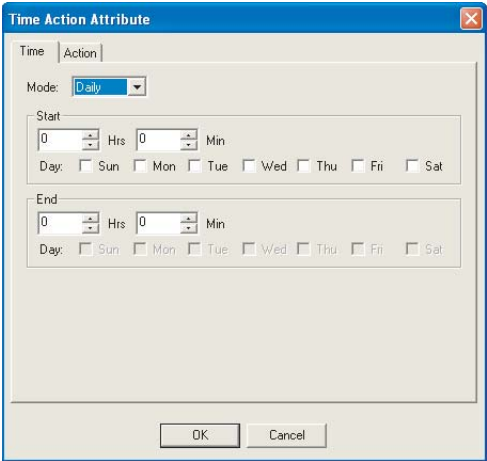 Time Action Attribute
Time Action
Mode: Daily
Start
0 Hrs 0 Min
Day: Sun Mon Tue Wed Thu Fri Sat
End
0 Hrs 0 Min
Day: Sun Mon Tue Wed Thu Fri Sat
OK Cancel